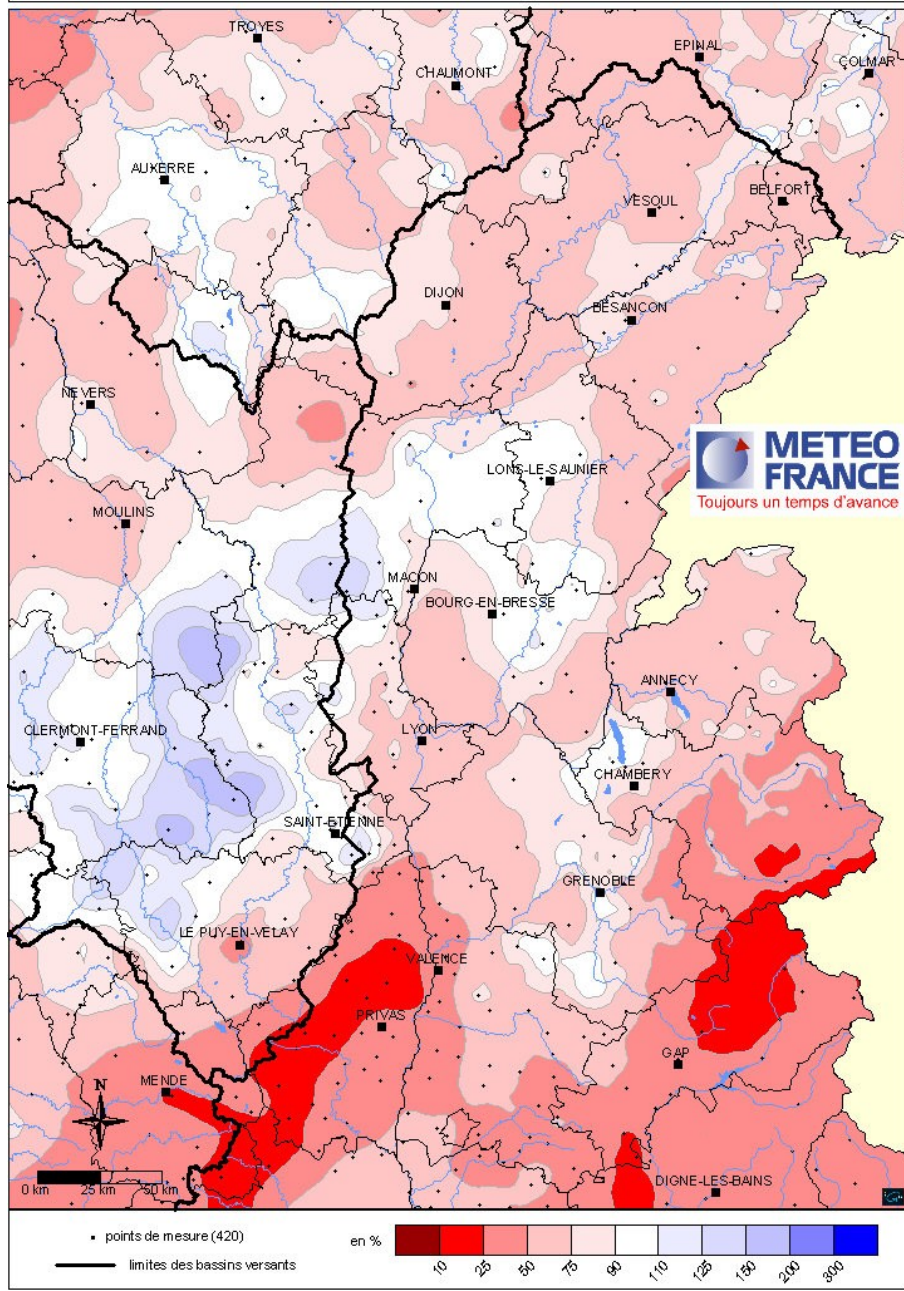 TROYES
EPINAL
CHAUMONT
COLMAR
AUXERRE
BELFORT
VESOUL
DIJON
BESANCON
NEVERS
METEO
FRANCE
Toujours un temps d'avance
LONS-LE-SAUNIER
MOULINS
MACON
BOURG-EN-BRESSE
ANNECY
CLERMONT-FERRAND
LYON
CHAMBERY
SAINT-ETIENNE
GRENOBLE
LE PUY-EN-VELAY
VALENCE
PRIVAS
GAP
MENDE
N
0 km 25 km 50 km
DIGNE-LES-BAINS
points de mesure (420)
en %
limites des bassins versants
10 25 50 75 90 110 125 150 200 300